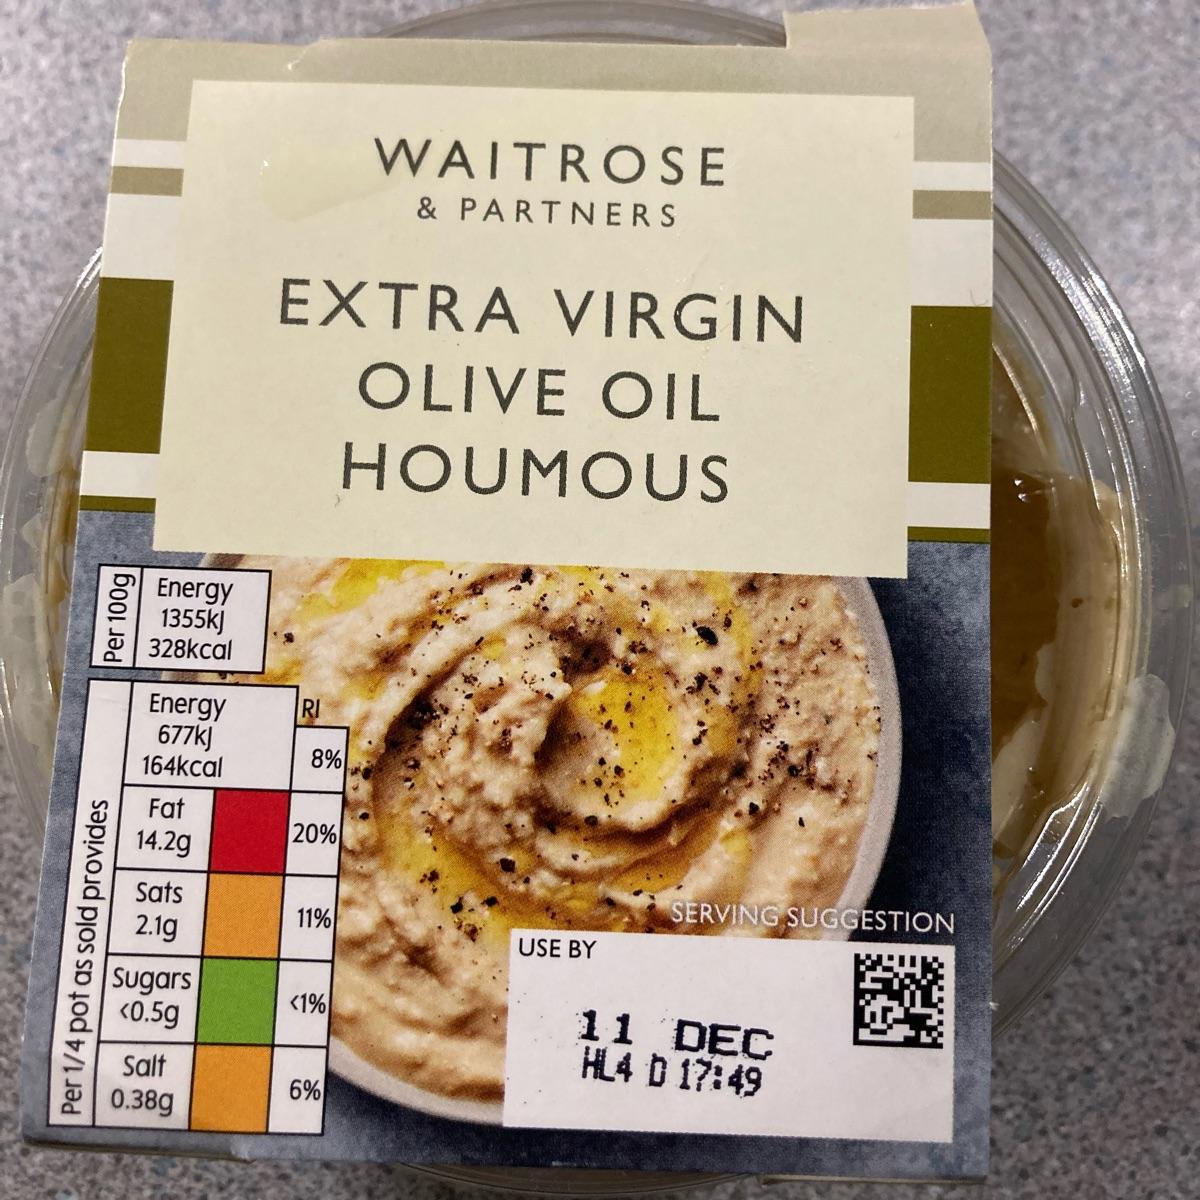 WAITROSE
& PARTNERS
EXTRA VIRGIN
OLIVE OIL
HOUMOUS
Per 100g
Energy
1355kJ
328kcal
Per 1/4 pot as sold provides
RI
Energy
677kJ
164kcal
8%
Fat
14.2g
20%
Sats
2.1g
11%
Sugars
<0.5g
<1%
Salt
0.38g
6%
SERVING SUGGESTION
USE BY
11 DEC
HL4 D 17:49